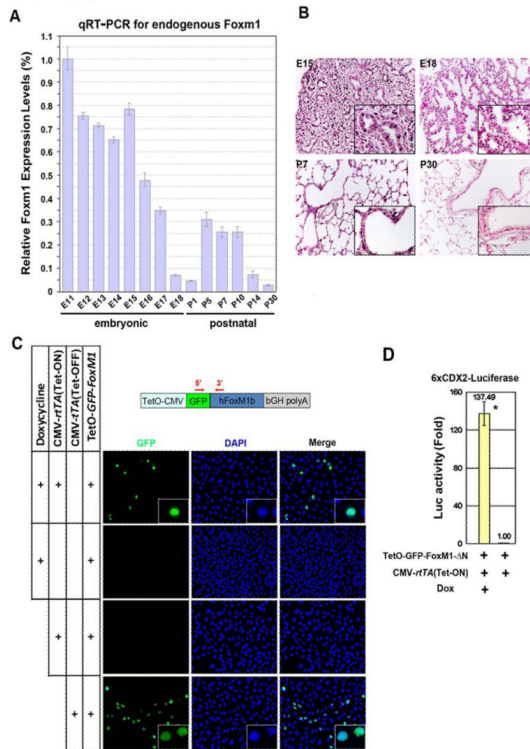 A
qRT-PCR for endogenous Foxm1
Relative Foxm1 Expression Levels (%)
1.1
1
0.9
0.8
0.7
0.6
0.5
0.4
0.3
0.2
0.1
0
E11 E12 E13 E14 E15 E16 E17 E18 P1 P5 P7 P10 P14 P30
embryonic postnatal
B
E15 E18
P7 P30
C
Doxycycline
CMV-rtTA(Tet-ON)
CMV-tTA(Tet-OFF)
TetO-GFP-FoxM1
5' 3'
TetO-CMV GFP hFoxM1b bGH polyA
GFP DAPI Merge
+ + +
+ +
+ +
+ +
D
6xCDX2-Luciferase
Luc activity (Fold)
160
120
80
40
0
137.49
*
1.00
TetO-GFP-FoxM1-ΔN + +
CMV-rtTA(Tet-ON) + +
Dox +